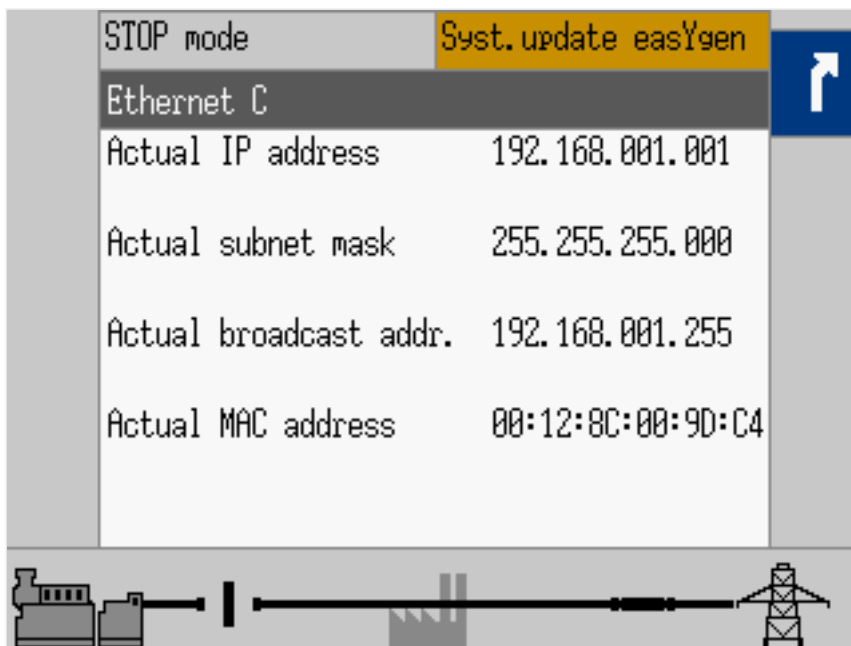 STOP mode Syst.update easYgen
Ethernet C
Actual IP address 192.168.001.001
Actual subnet mask 255.255.255.000
Actual broadcast addr. 192.168.001.255
Actual MAC address 00:12:8C:00:9D:C4